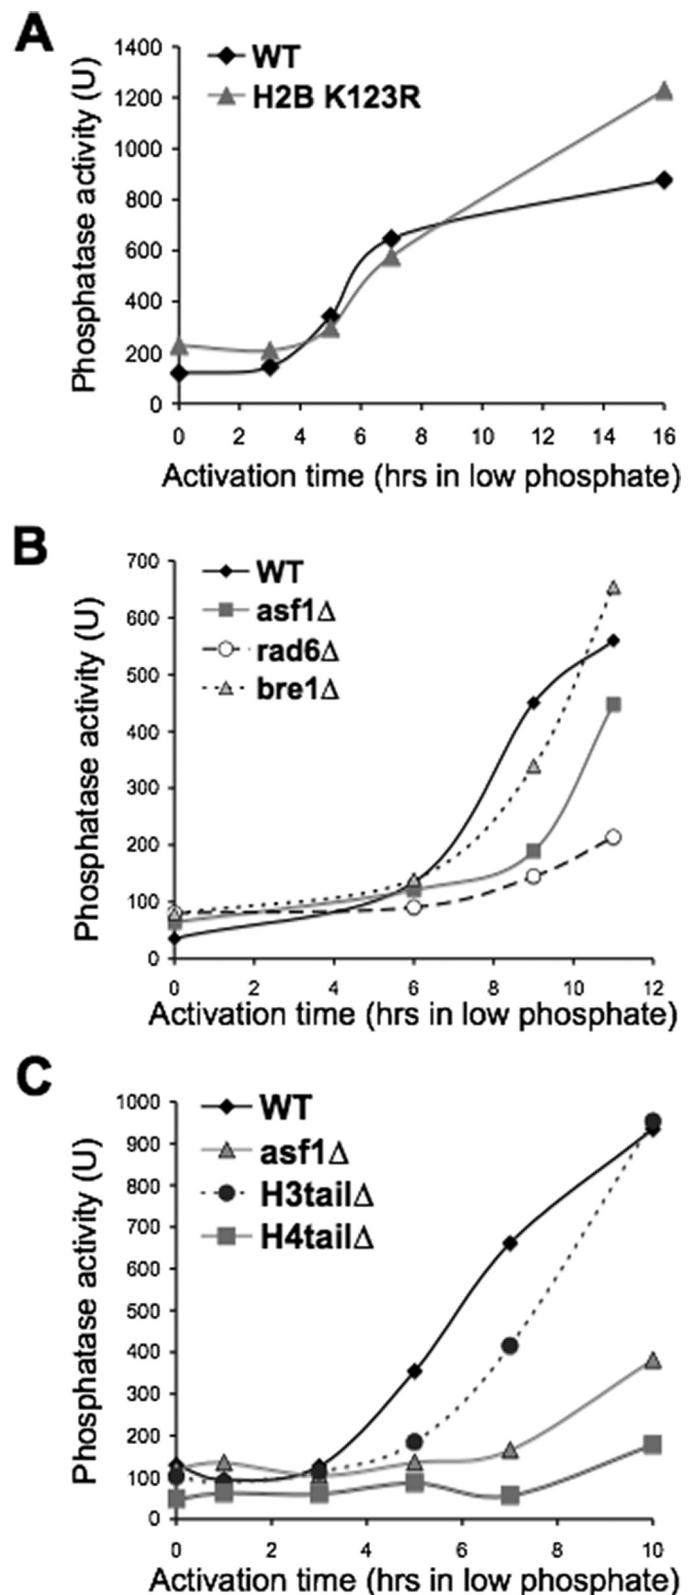 A
Phosphatase activity (U)
1400
1200
1000
800
600
400
200
0
WT
H2B K123R
0 2 4 6 8 10 12 14 16
Activation time (hrs in low phosphate)
B
Phosphatase activity (U)
700
600
500
400
300
200
100
0
WT
asf1Δ
rad6Δ
bre1Δ
0 2 4 6 8 10 12
Activation time (hrs in low phosphate)
C
Phosphatase activity (U)
1000
900
800
700
600
500
400
300
200
100
0
WT
asf1Δ
H3tailΔ
H4tailΔ
0 2 4 6 8 10
Activation time (hrs in low phosphate)